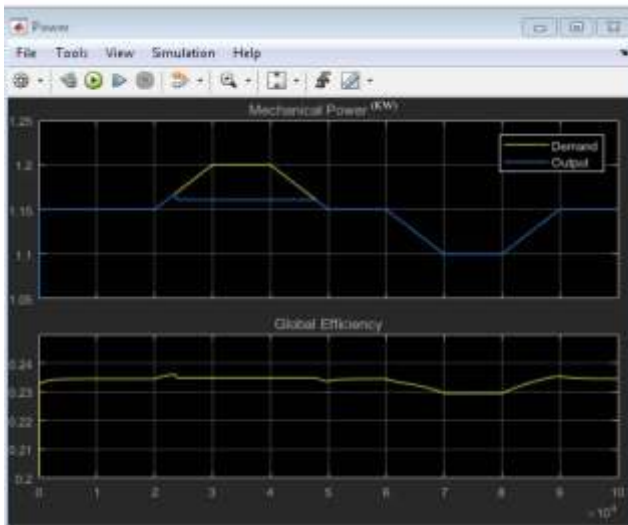 Power
File Tools View Simulation Help
Mechanical Power (KW)
1.25
1.2
1.15
1.1
1.05
Demand
Output
Global Efficiency
0.24
0.23
0.22
0.21
0.2
0 1 2 3 4 5 6 7 8 9 10